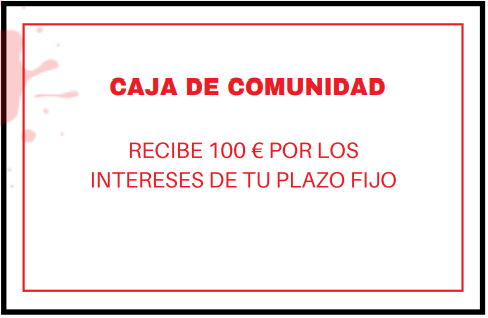 CAJA DE COMUNIDAD
RECIBE 100 € POR LOS
INTERESES DE TU PLAZO FIJO